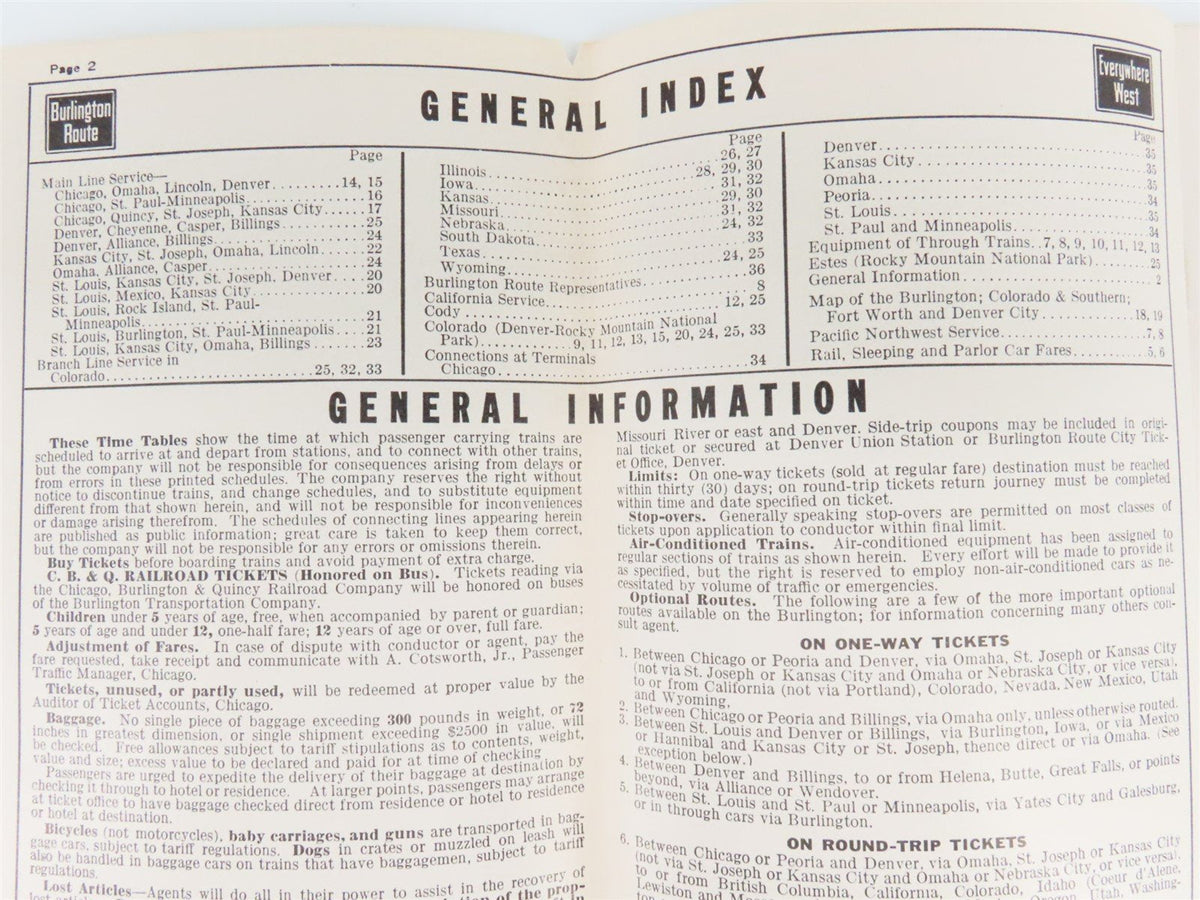 Page 2
Burlington
Route
GENERAL INDEX
Everywhere
West
Page
Main Line Service—
Chicago, Omaha, Lincoln, Denver.........14, 15
Chicago, St. Paul-Minneapolis................16
Chicago, Quincy, St. Joseph, Kansas City......17
Denver, Cheyenne, Casper, Billings............25
Denver, Alliance, Billings....................24
Kansas City, St. Joseph, Omaha, Lincoln......22
Omaha, Alliance, Casper......................24
St. Louis, Kansas City, St. Joseph, Denver....20
St. Louis, Mexico, Kansas City...............20
St. Louis, Rock Island, St. Paul-
Minneapolis...............................21
St. Louis, Burlington, St. Paul-Minneapolis....21
St. Louis, Kansas City, Omaha, Billings.......23
Branch Line Service in
Colorado..........................25, 32, 33
Page
Illinois...............................26, 27
Iowa...............................28, 29, 30
Kansas.................................31, 32
Missouri...............................29, 30
Nebraska...............................31, 32
South Dakota...........................24, 32
Texas......................................33
Wyoming................................24, 25
Burlington Route Representatives...........36
California Service..........................8
Cody...................................12, 25
Colorado (Denver-Rocky Mountain National
Park)............9, 11, 12, 13, 15, 20, 24, 25, 33
Connections at Terminals
Chicago....................................34
Page
Denver.....................................35
Kansas City................................35
Omaha......................................35
Peoria.....................................34
St. Louis..................................35
St. Paul and Minneapolis...................34
Equipment of Through Trains..7, 8, 9, 10, 11, 12, 13
Estes (Rocky Mountain National Park).......25
General Information.........................2
Map of the Burlington; Colorado & Southern;
Fort Worth and Denver City.............18, 19
Pacific Northwest Service................7, 8
Rail, Sleeping and Parlor Car Fares......5, 6
GENERAL INFORMATION
These Time Tables show the time at which passenger carrying trains are
scheduled to arrive at and depart from stations, and to connect with other trains,
but the company will not be responsible for consequences arising from delays or
from errors in these printed schedules. The company reserves the right without
notice to discontinue trains, and change schedules, and to substitute equipment
different from that shown herein, and will not be responsible for inconveniences
or damage arising therefrom. The schedules of connecting lines appearing herein
are published as public information; great care is taken to keep them correct,
but the company will not be responsible for any errors or omissions therein.
Buy Tickets before boarding trains and avoid payment of extra charge.
C. B. & Q. RAILROAD TICKETS (Honored on Bus). Tickets reading via
the Chicago, Burlington & Quincy Railroad Company will be honored on buses
of the Burlington Transportation Company.
Children under 5 years of age, free, when accompanied by parent or guardian;
5 years of age and under 12, one-half fare; 12 years of age or over, full fare.
Adjustment of Fares. In case of dispute with conductor or agent, pay the
fare requested, take receipt and communicate with A. Cotsworth, Jr., Passenger
Traffic Manager, Chicago.
Tickets, unused, or partly used, will be redeemed at proper value by the
Auditor of Ticket Accounts, Chicago.
Baggage. No single piece of baggage exceeding 300 pounds in weight, or 72
inches in greatest dimension, or single shipment exceeding $2500 in value, will
be checked. Free allowances subject to tariff stipulations as to contents, weight,
value and size; excess value to be declared and paid for at time of checking
Passengers are urged to expedite the delivery of their baggage at destination by
checking it through to hotel or residence. At larger points, passengers may arrange
at ticket office to have baggage checked direct from residence or hotel to residence
or hotel at destination.
Bicycles (not motorcycles), baby carriages, and guns are transported in bag-
gage cars, subject to tariff regulations. Dogs in crates or muzzled on leash will
also be handled in baggage cars on trains that have baggagemen, subject to tariff
regulations.
Lost Articles—Agents will do all in their power to assist in the recovery of
of the prop-
Missouri River or east and Denver. Side-trip coupons may be included in origi-
nal ticket or secured at Denver Union Station or Burlington Route City Tick-
et Office, Denver.
Limits: On one-way tickets (sold at regular fare) destination must be reached
within thirty (30) days; on round-trip tickets return journey must be completed
within time and date specified on ticket.
Stop-overs. Generally speaking stop-overs are permitted on most classes of
tickets upon application to conductor within final limit.
Air-Conditioned Trains. Air-conditioned equipment has been assigned to
regular sections of trains as shown herein. Every effort will be made to provide it
as specified, but the right is reserved to employ non-air-conditioned cars as ne-
cessitated by volume of traffic or emergencies.
Optional Routes. The following are a few of the more important optional
routes available on the Burlington; for information concerning many others con-
sult agent.
ON ONE-WAY TICKETS
1. Between Chicago or Peoria and Denver, via Omaha, St. Joseph or Kansas City
(not via St. Joseph or Kansas City and Omaha or Nebraska City, or vice versa),
to or from California (not via Portland), Colorado, Nevada, New Mexico, Utah
and Wyoming,
2. Between Chicago or Peoria and Billings, via Omaha only, unless otherwise routed.
3. Between St. Louis and Denver or Billings, via Burlington, Iowa, or via Mexico
or Hannibal and Kansas City or St. Joseph, thence direct or via Omaha. (See
exception below.)
4. Between Denver and Billings, to or from Helena, Butte, Great Falls, or points
beyond, via Alliance or Wendover.
5. Between St. Louis and St. Paul or Minneapolis, via Yates City and Galesburg,
or in through cars via Burlington.
ON ROUND-TRIP TICKETS
6. Between Chicago or Peoria and Denver, via Omaha, St. Joseph or Kansas City
(not via St. Joseph or Kansas City and Omaha or Nebraska City, or vice versa),
to or from British Columbia, California, Colorado, Idaho (Coeur d'Alene,
Lewiston and Oregon, Utah, Washing-